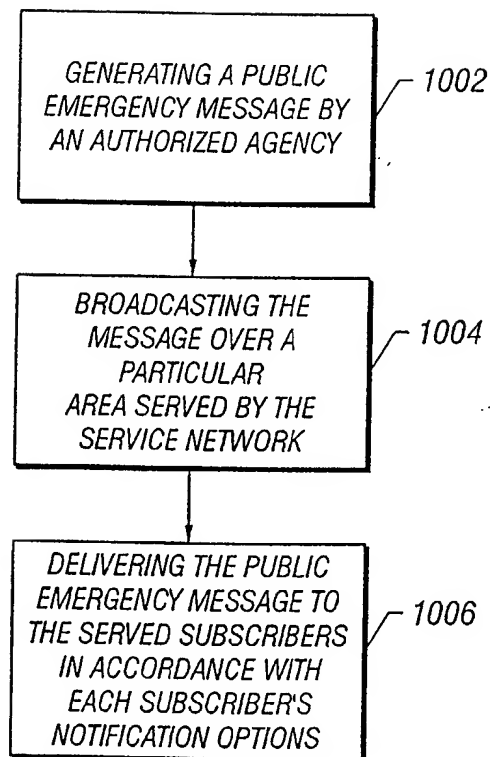 GENERATING A PUBLIC
EMERGENCY MESSAGE BY
AN AUTHORIZED AGENCY
1002
BROADCASTING THE
MESSAGE OVER A
PARTICULAR
AREA SERVED BY THE
SERVICE NETWORK
1004
DELIVERING THE PUBLIC
EMERGENCY MESSAGE TO
THE SERVED SUBSCRIBERS
IN ACCORDANCE WITH
EACH SUBSCRIBER'S
NOTIFICATION OPTIONS
1006